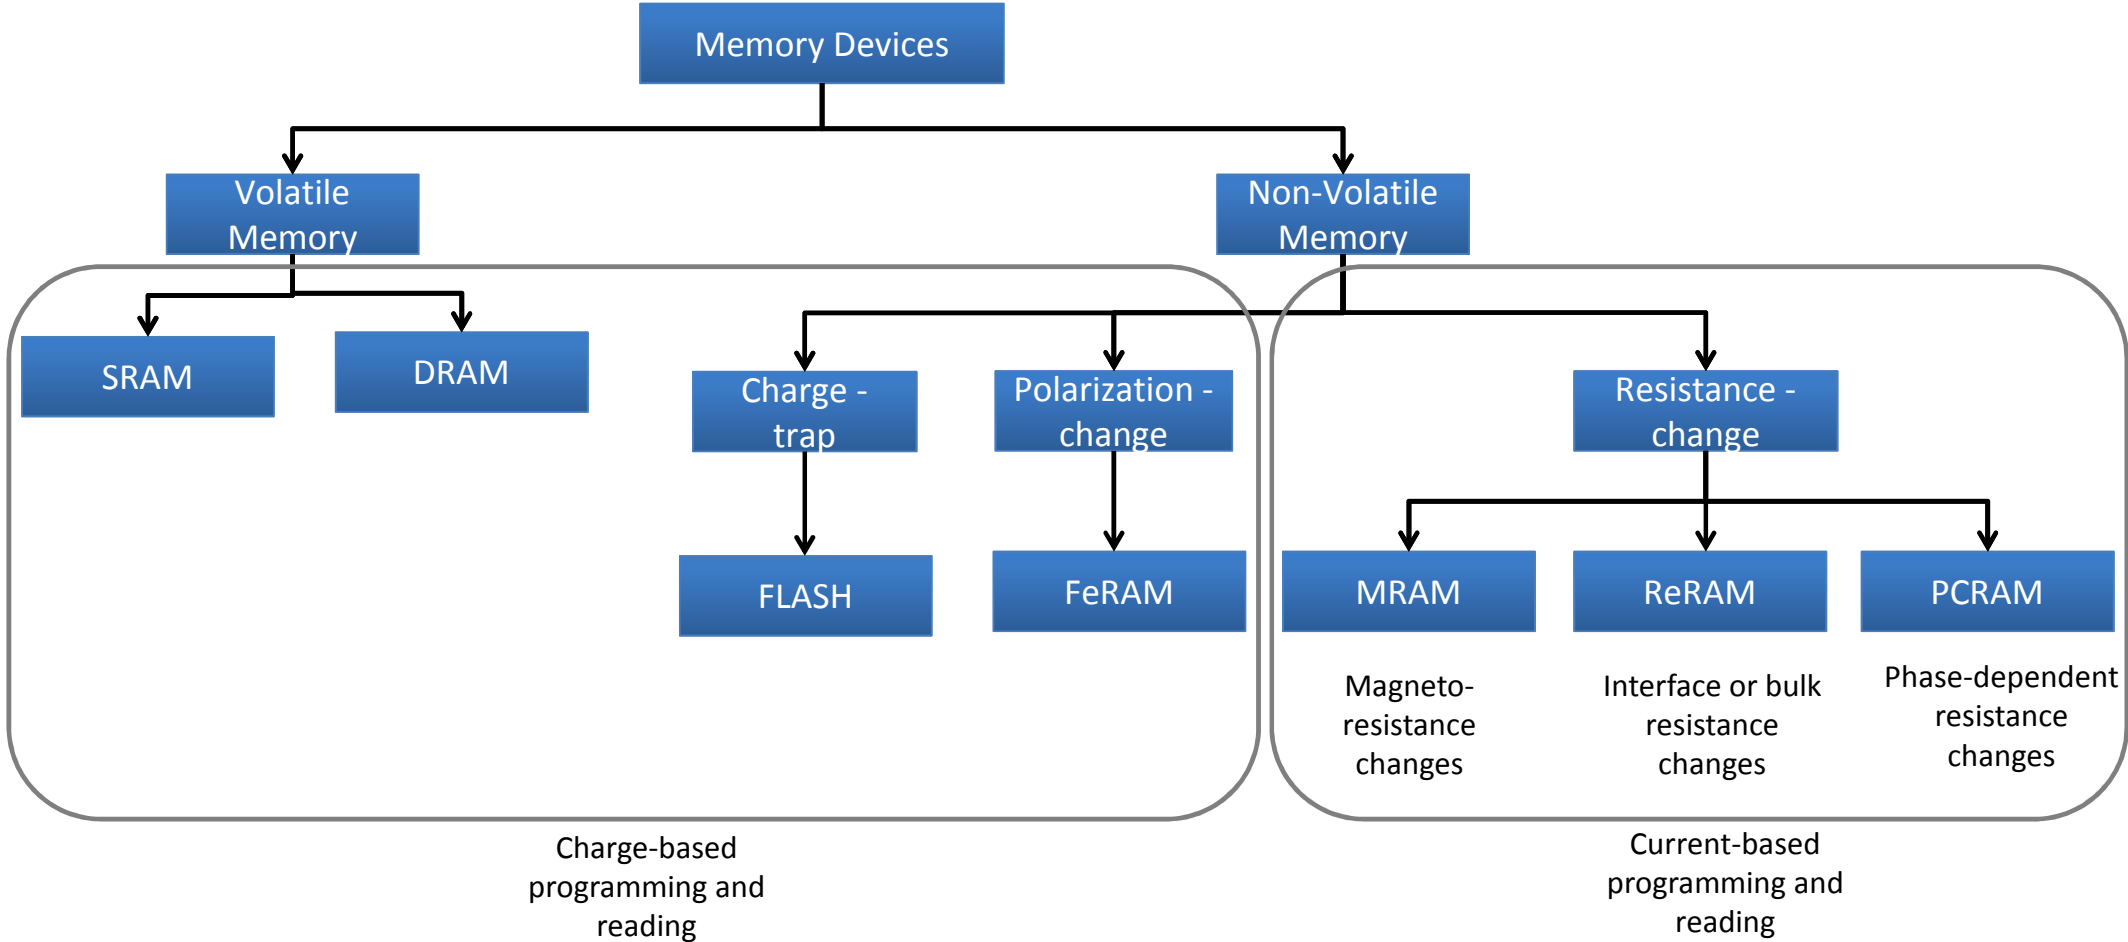 Memory Devices
Volatile
Memory
Non-Volatile
Memory
SRAM
DRAM
Charge -
trap
Polarization -
change
Resistance -
change
FLASH
FeRAM
MRAM
ReRAM
PCRAM
Magneto-
resistance
changes
Interface or bulk
resistance
changes
Phase-dependent
resistance
changes
Charge-based
programming and
reading
Current-based
programming and
reading